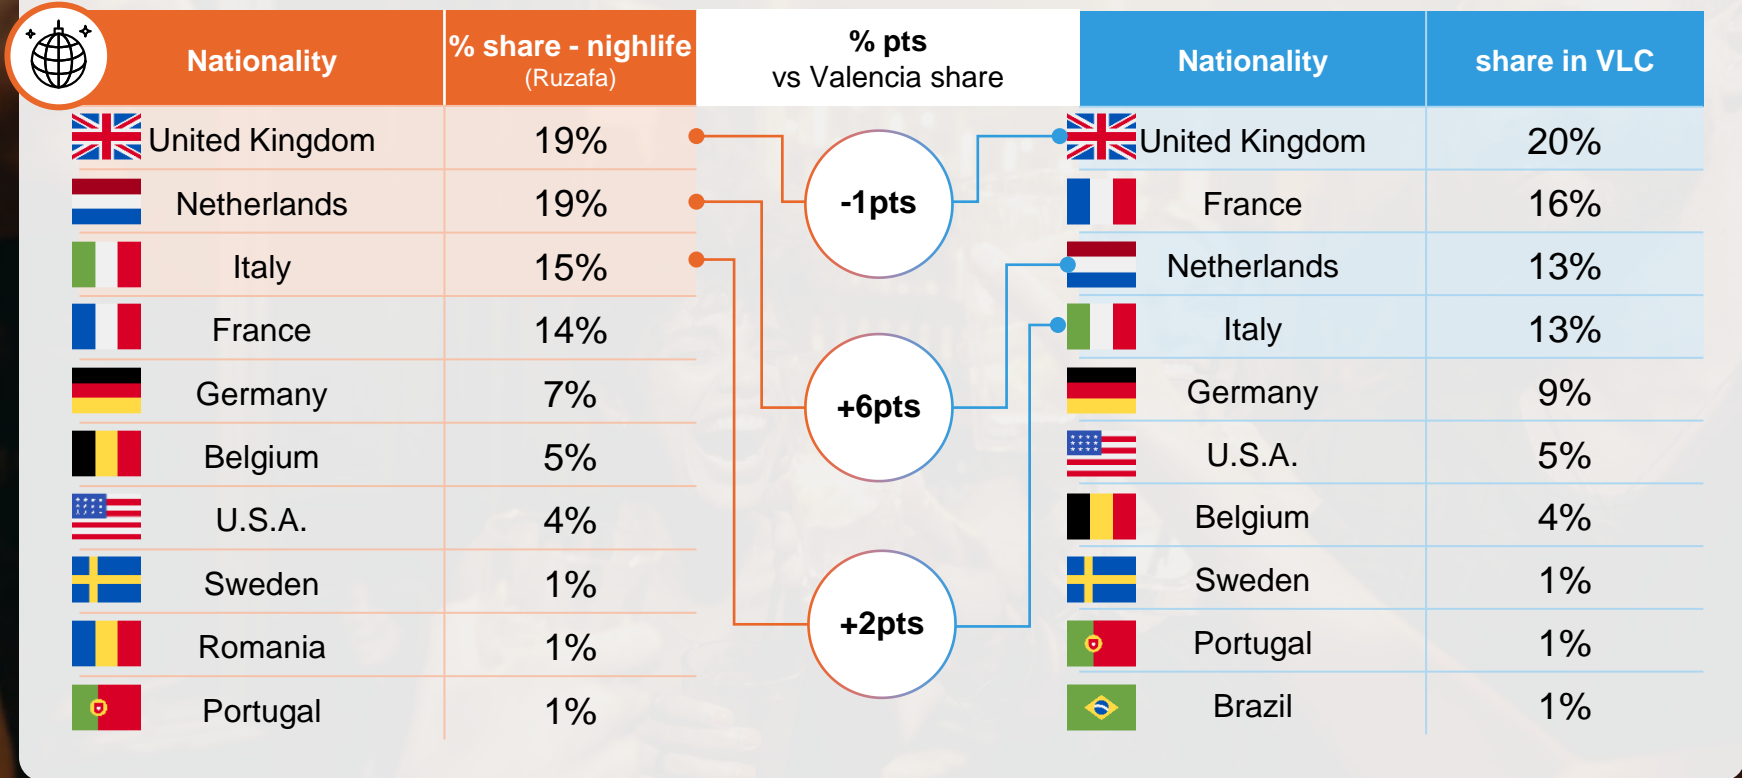 Nationality
% share - nighlife
(Ruzafa)
% pts
vs Valencia share
Nationality
share in VLC
United Kingdom 19%
Netherlands 19%
Italy 15%
France 14%
Germany 7%
Belgium 5%
U.S.A. 4%
Sweden 1%
Romania 1%
Portugal 1%
-1pts
+6pts
+2pts
United Kingdom 20%
France 16%
Netherlands 13%
Italy 13%
Germany 9%
U.S.A. 5%
Belgium 4%
Sweden 1%
Portugal 1%
Brazil 1%